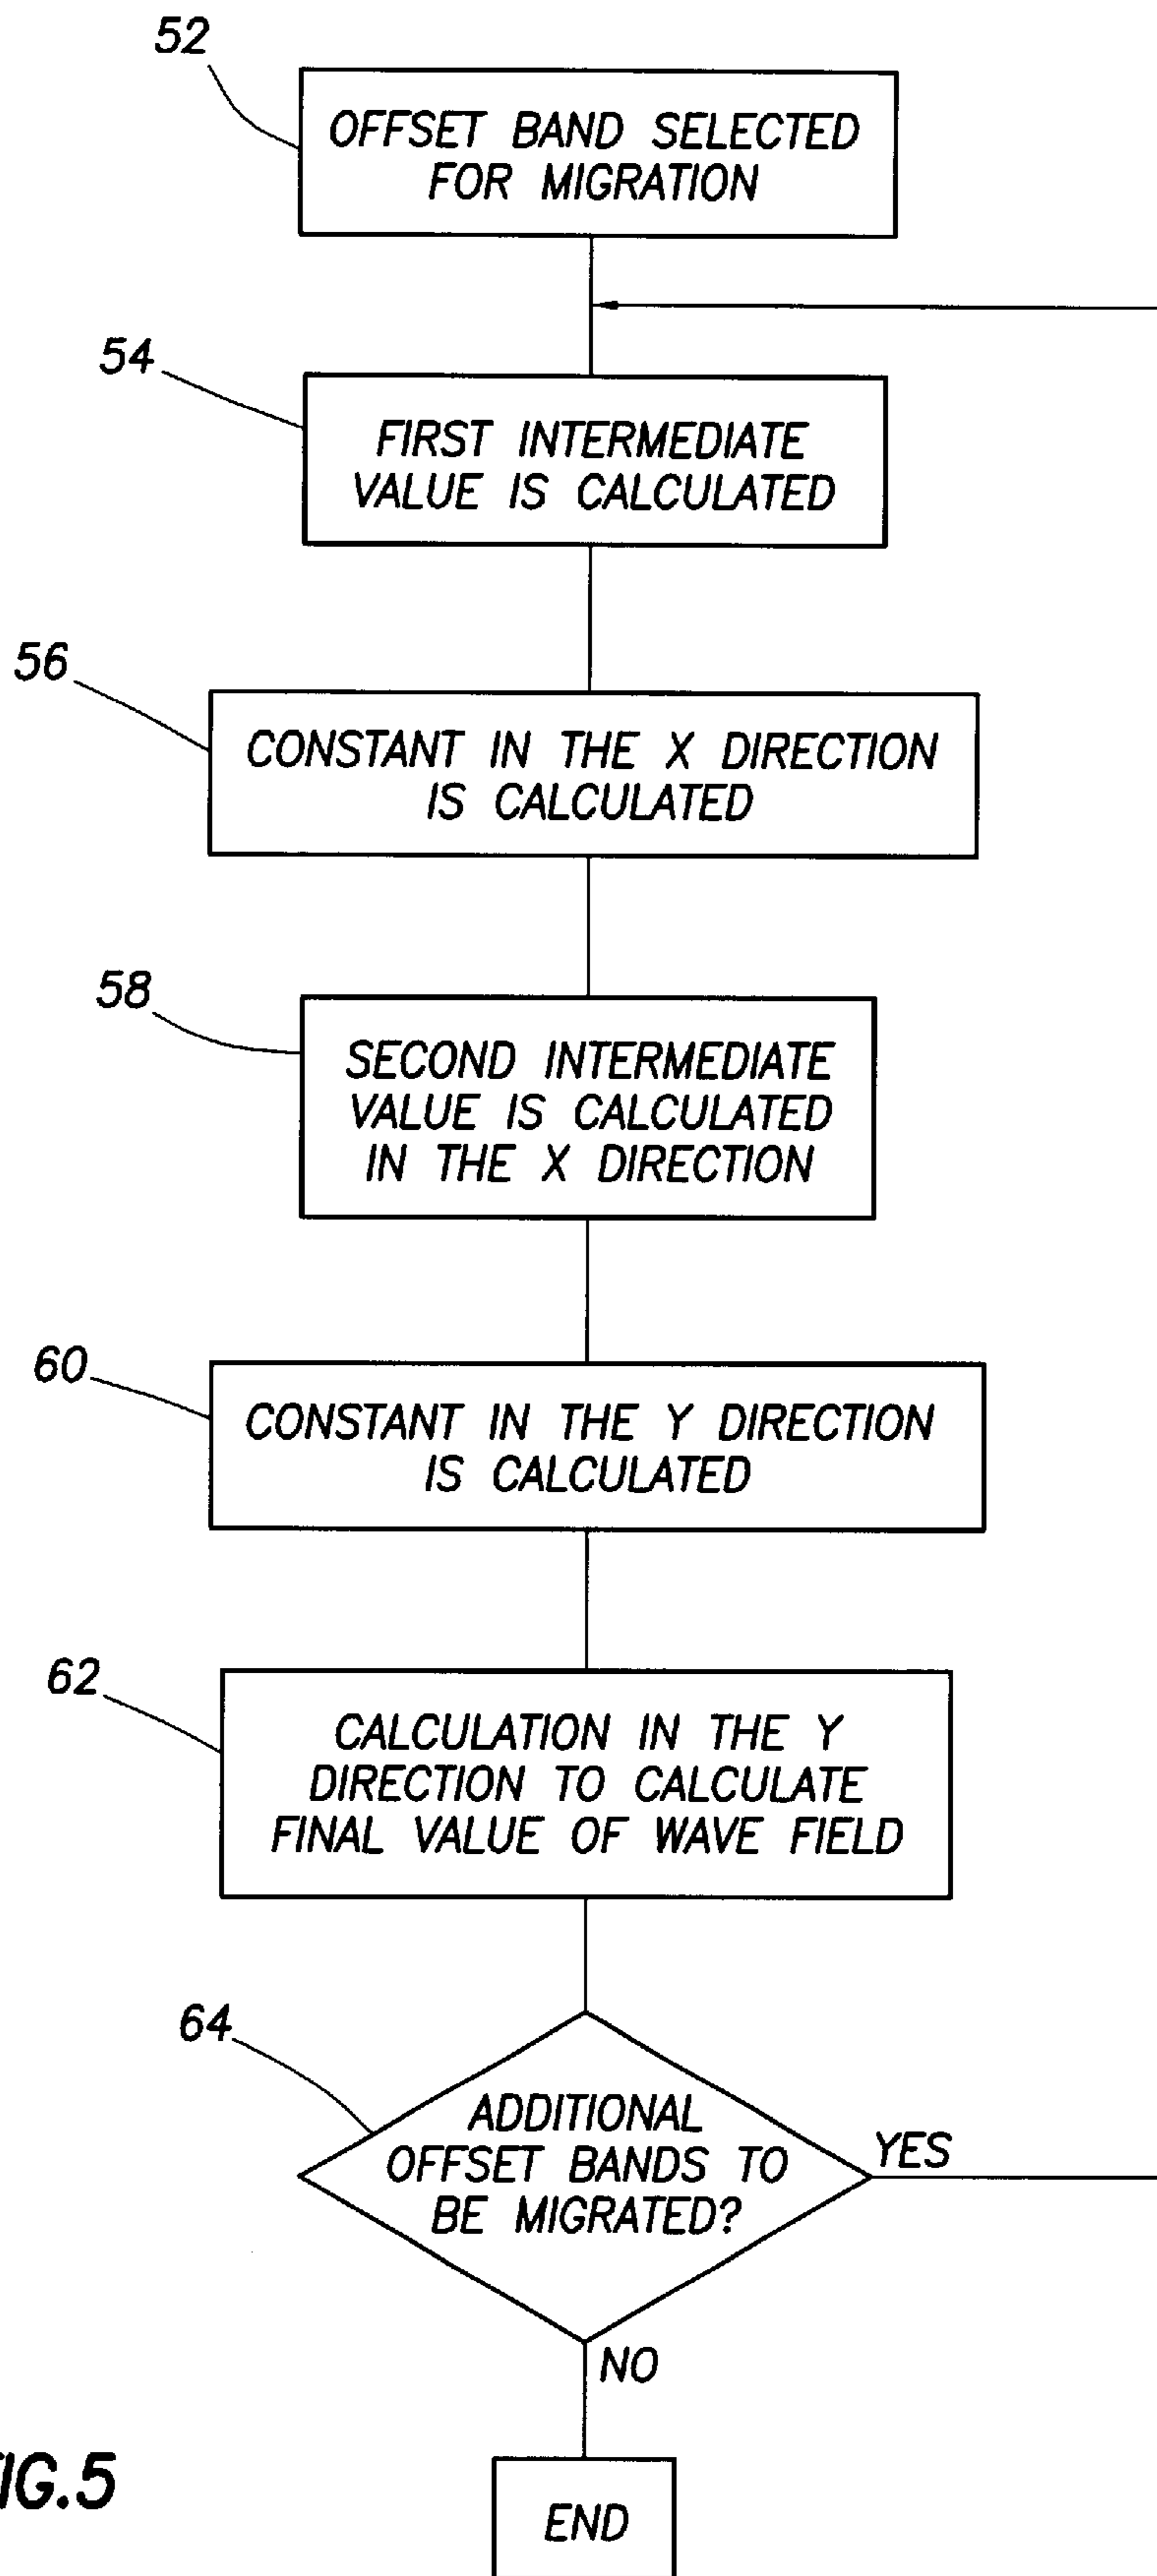 52
OFFSET BAND SELECTED
FOR MIGRATION
54
FIRST INTERMEDIATE
VALUE IS CALCULATED
56
CONSTANT IN THE X DIRECTION
IS CALCULATED
58
SECOND INTERMEDIATE
VALUE IS CALCULATED
IN THE X DIRECTION
60
CONSTANT IN THE Y DIRECTION
IS CALCULATED
62
CALCULATION IN THE Y
DIRECTION TO CALCULATE
FINAL VALUE OF WAVE FIELD
64
ADDITIONAL
OFFSET BANDS TO
BE MIGRATED?
YES
NO
END
FIG.5